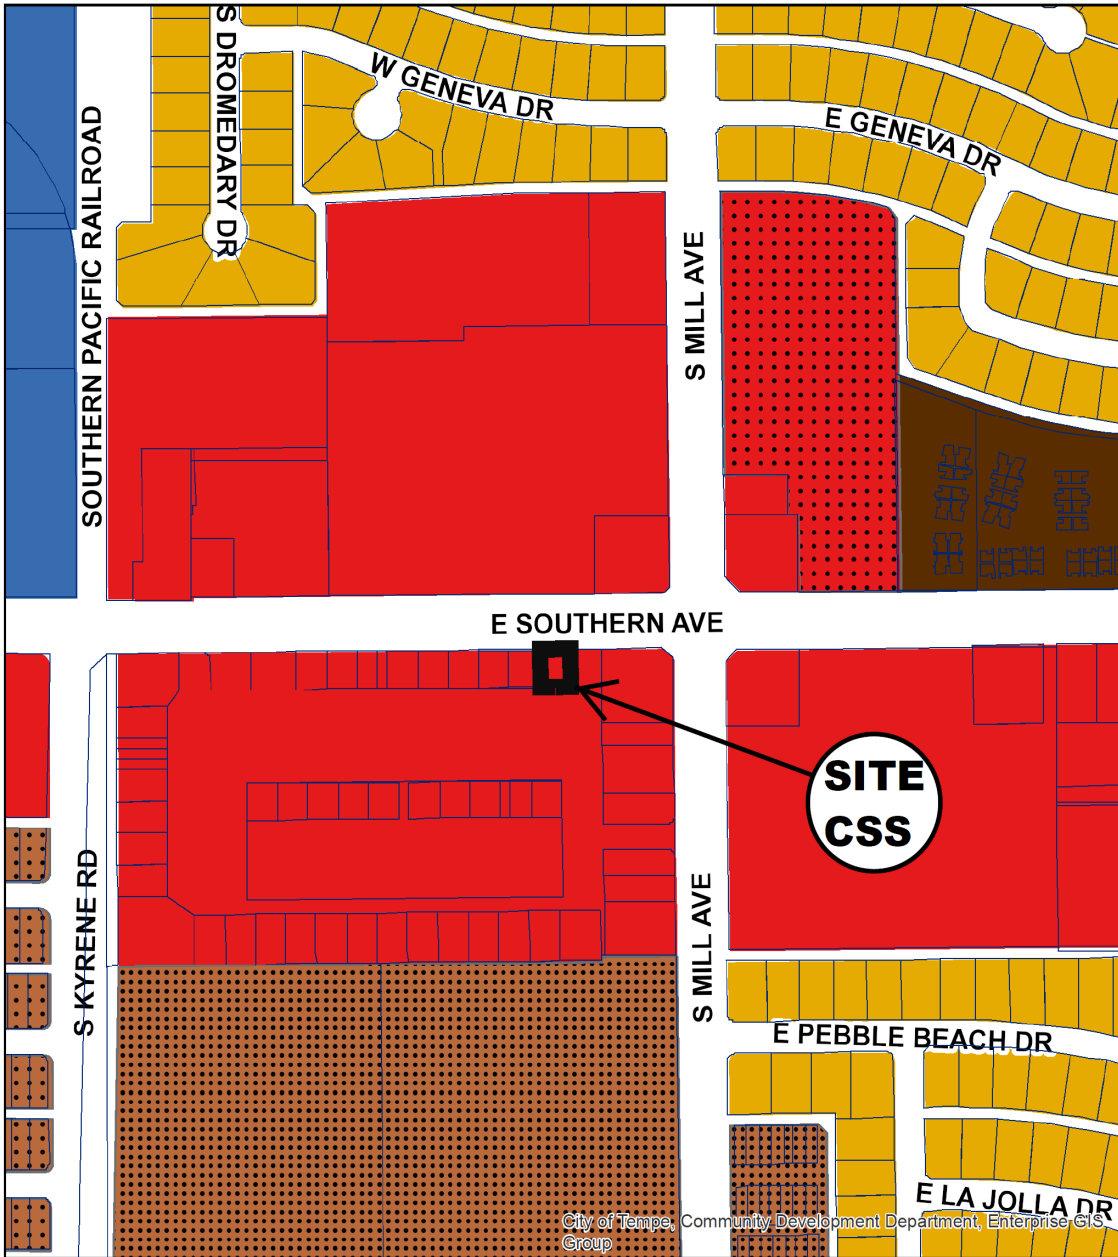 S DROMEDARY DR
W GENEVA DR
E GENEVA DR
SOUTHERN PACIFIC RAILROAD
S MILL AVE
E SOUTHERN AVE
SITE
CSS
S KYRENE RD
S MILL AVE
E PEBBLE BEACH DR
E LA JOLLA DR
City of Tempe, Community Development Department, Enterprise GIS
Group